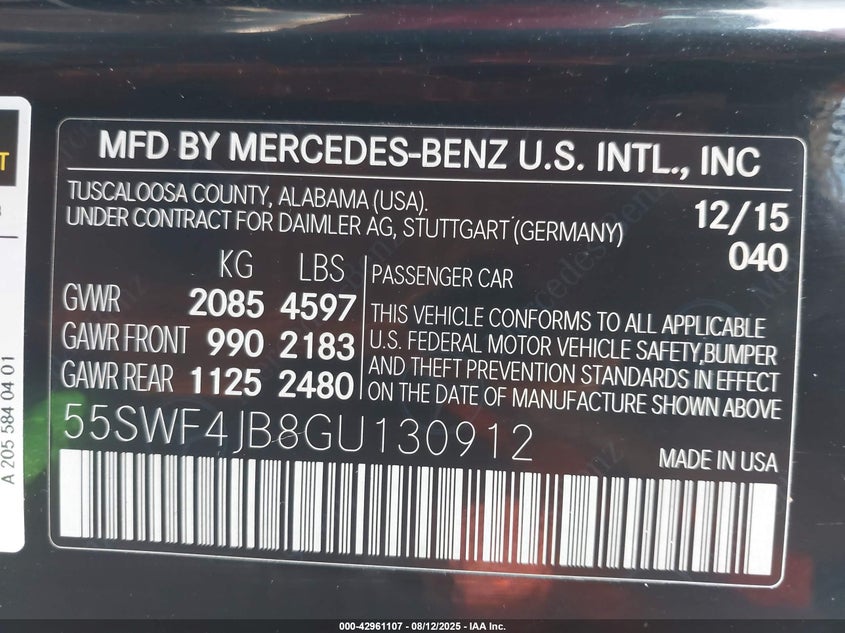 MFD BY MERCEDES-BENZ U.S. INTL., INC
TUSCALOOSA COUNTY, ALABAMA (USA).
UNDER CONTRACT FOR DAIMLER AG, STUTTGART (GERMANY)
12/15
040
KG LBS
GVWR 2085 4597
GAWR FRONT 990 2183
GAWR REAR 1125 2480
PASSENGER CAR
THIS VEHICLE CONFORMS TO ALL APPLICABLE
U.S. FEDERAL MOTOR VEHICLE SAFETY,BUMPER
AND THEFT PREVENTION STANDARDS IN EFFECT
ON THE DATE OF MANUFACTURE SHOWN ABOVE.
55SWF4JB8GU130912
MADE IN USA
A 205 584 04 01
000-42961107 - 08/12/2025 - IAA Inc.